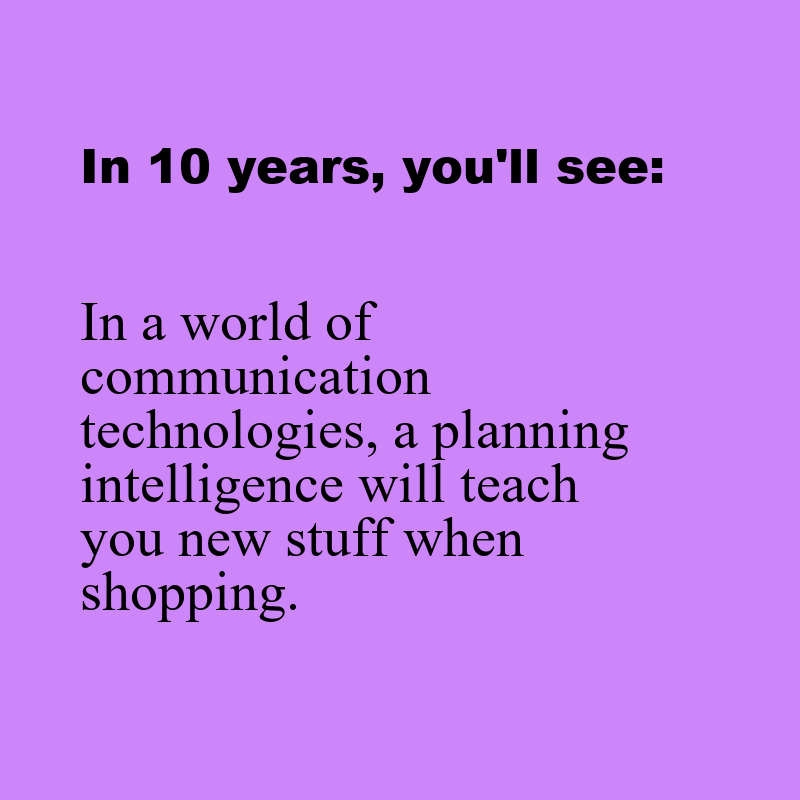 In 10 years, you'll see:
In a world of
communication
technologies, a planning
intelligence will teach
you new stuff when
shopping.